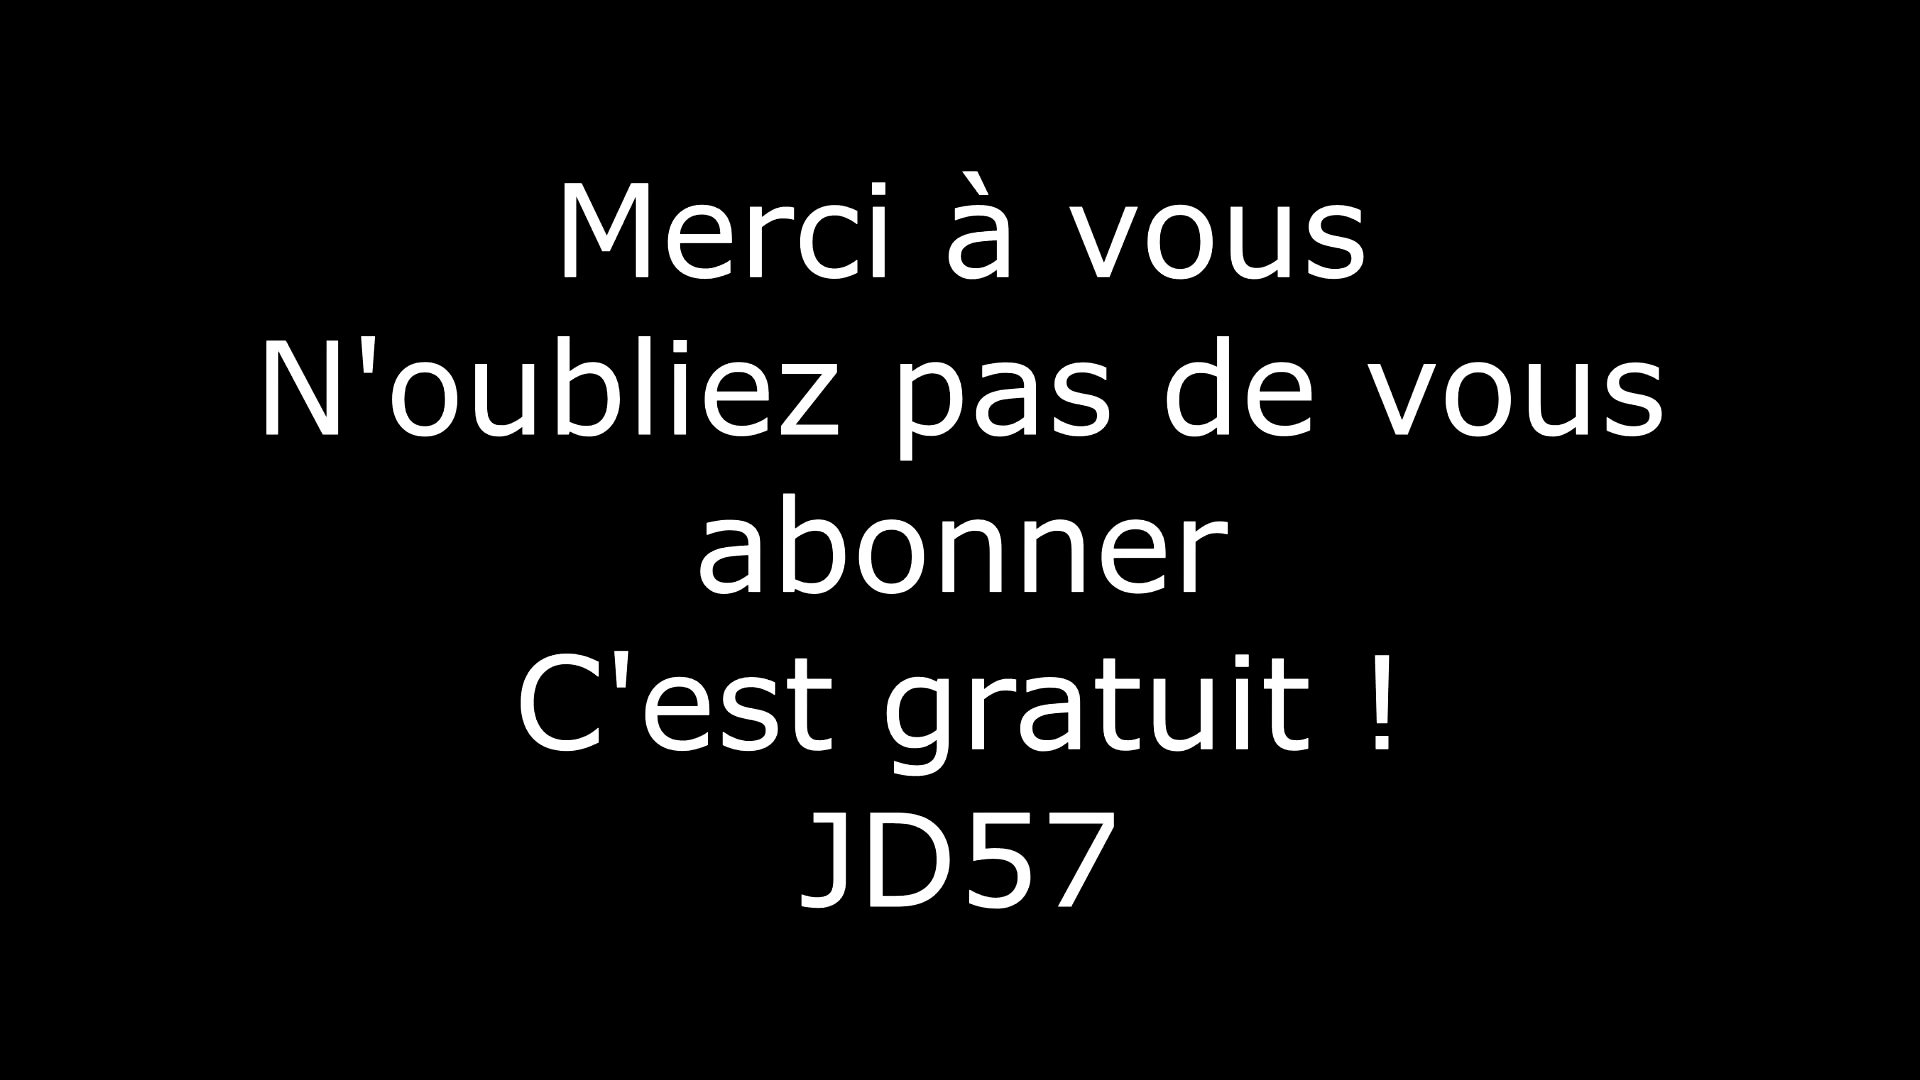 Merci à vous
N'oubliez pas de vous
abonner
C'est gratuit !
JD57